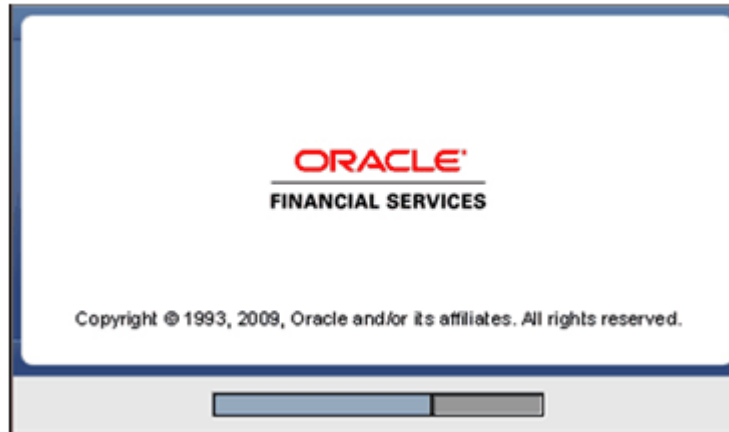 ORACLE®
FINANCIAL SERVICES
Copyright © 1993, 2009, Oracle and/or its affiliates. All rights reserved.